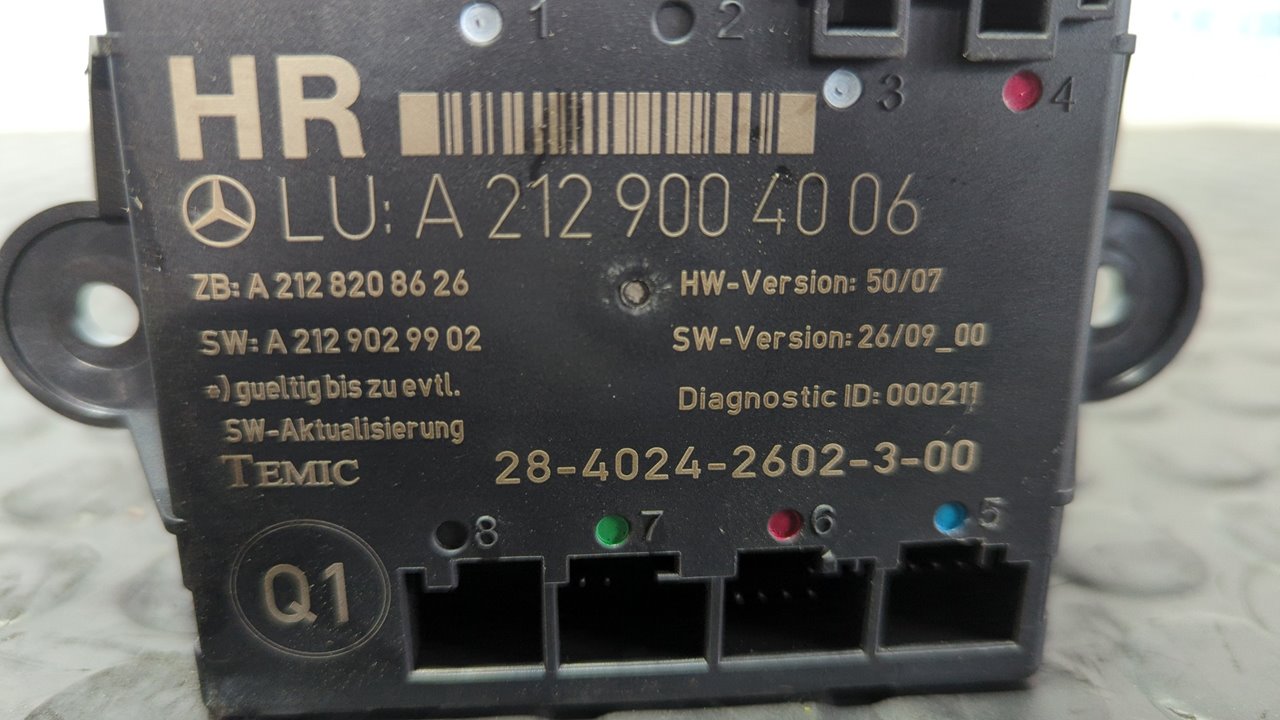 1 2
HR
3 4
LU: A 212 900 40 06
ZB: A 212 820 86 26
HW-Version: 50/07
SW: A 212 902 99 02
SW-Version: 26/09_00
*) gueltig bis zu evtl.
Diagnostic ID: 000211
SW-Aktualisierung
TEMIC
28-4024-2602-3-00
8 7 6 5
Q1